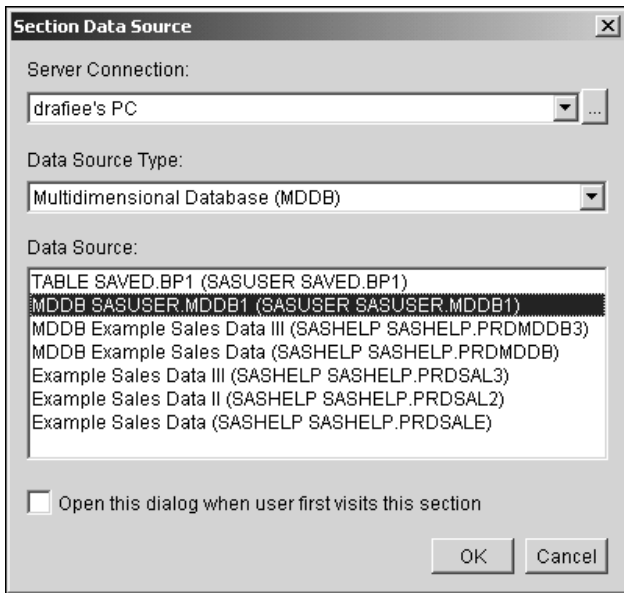 Section Data Source
Server Connection:
drafiee's PC
...
Data Source Type:
Multidimensional Database (MDDB)
Data Source:
TABLE SAVED.BP1 (SASUSER SAVED.BP1)
MDDB SASUSER.MDDB1 (SASUSER SASUSER.MDDB1)
MDDB Example Sales Data III (SASHELP SASHELP.PRDMDDB3)
MDDB Example Sales Data (SASHELP SASHELP.PRDMDDB)
Example Sales Data III (SASHELP SASHELP.PRDSAL3)
Example Sales Data II (SASHELP SASHELP.PRDSAL2)
Example Sales Data (SASHELP SASHELP.PRDSALE)
Open this dialog when user first visits this section
OK Cancel